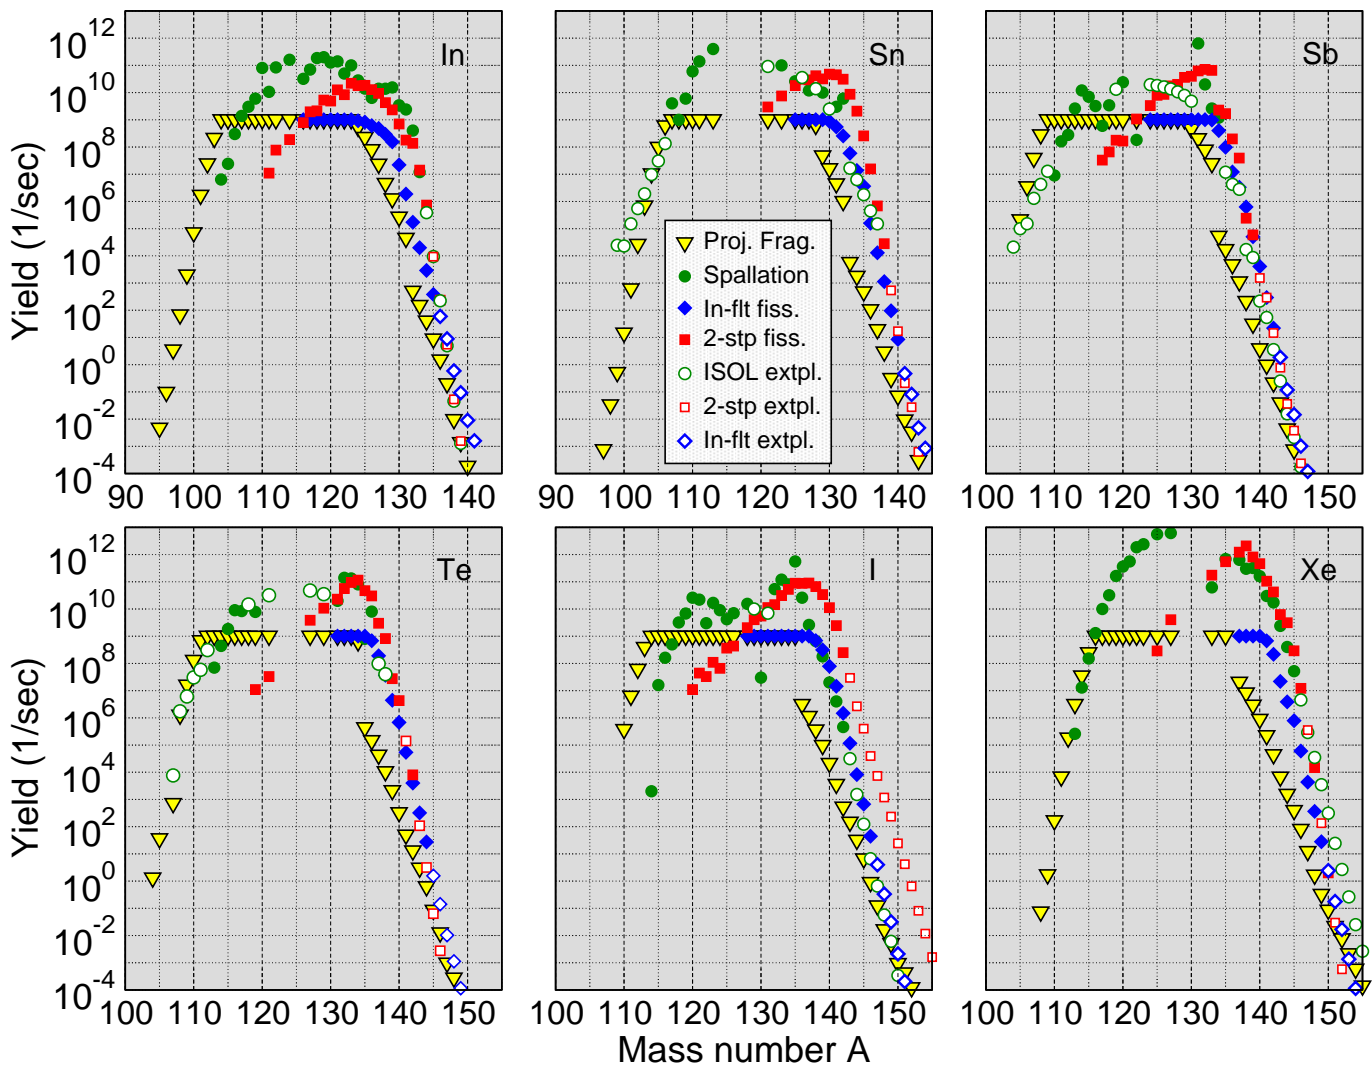 In
Sn
Sb
Yield (1/sec)
10^12
10^10
10^8
10^6
10^4
10^2
10^0
10^-2
10^-4
Proj. Frag.
Spallation
In-flt fiss.
2-stp fiss.
ISOL extpl.
2-stp extpl.
In-flt extpl.
90 100 110 120 130 140
90 100 110 120 130 140
100 110 120 130 140 150
Te
I
Xe
Yield (1/sec)
10^12
10^10
10^8
10^6
10^4
10^2
10^0
10^-2
10^-4
90 100 110 120 130 140
100 110 120 130 140 150
100 110 120 130 140 150
Mass number A